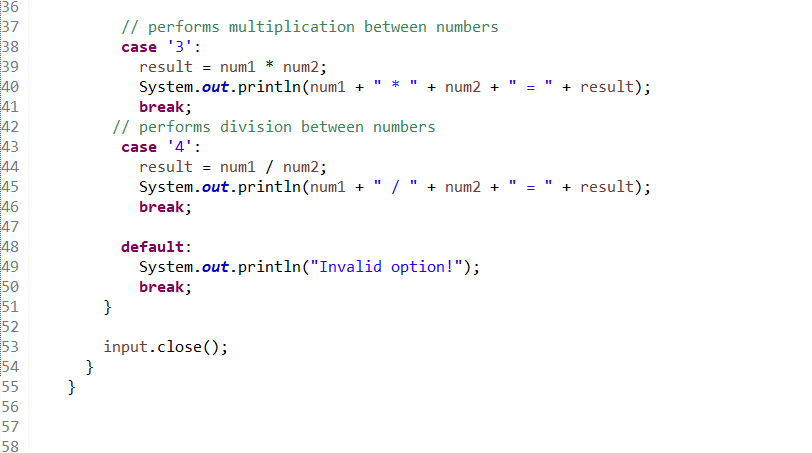 36
37 // performs multiplication between numbers
38 case '3':
39 result = num1 * num2;
40 System.out.println(num1 + " * " + num2 + " = " + result);
41 break;
42 // performs division between numbers
43 case '4':
44 result = num1 / num2;
45 System.out.println(num1 + " / " + num2 + " = " + result);
46 break;
47
48 default:
49 System.out.println("Invalid option!");
50 break;
51 }
52
53 input.close();
54 }
55 }
56
57
58